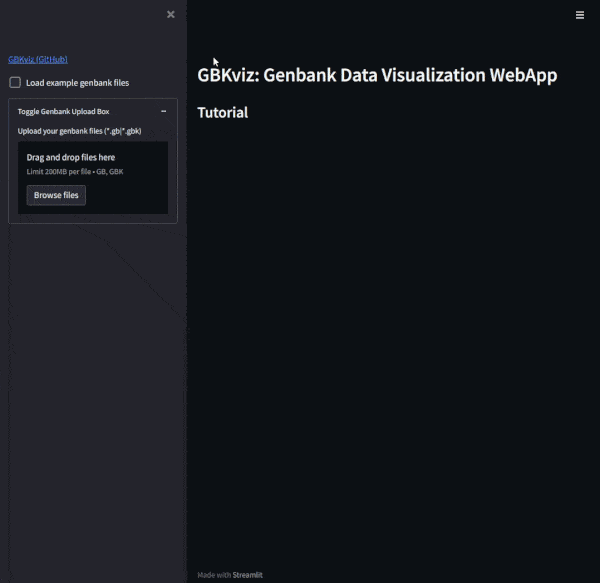 GBKviz (GitHub)
Load example genbank files
Toggle Genbank Upload Box
Upload your genbank files (*.gb|*.gbk)
Drag and drop files here
Limit 200MB per file • GB, GBK
Browse files
GBKviz: Genbank Data Visualization WebApp
Tutorial
Made with Streamlit